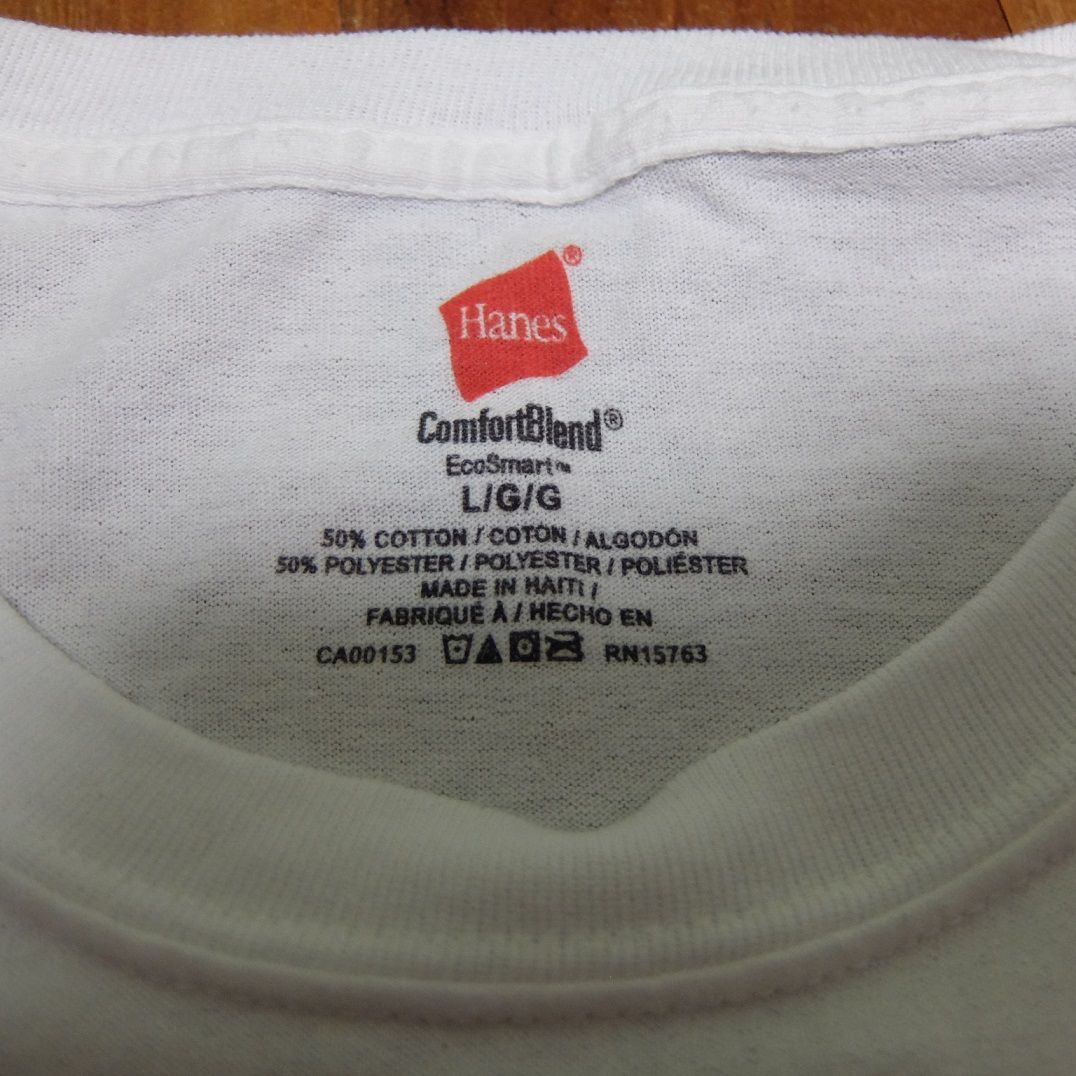 Hanes®
ComfortBlend®
EcoSmart™
L/G/G
50% COTTON / COTON / ALGODÓN
50% POLYESTER / POLYESTER / POLIÉSTER
MADE IN HAITI /
FABRIQUÉ À / HECHO EN
CA00153 RN15763